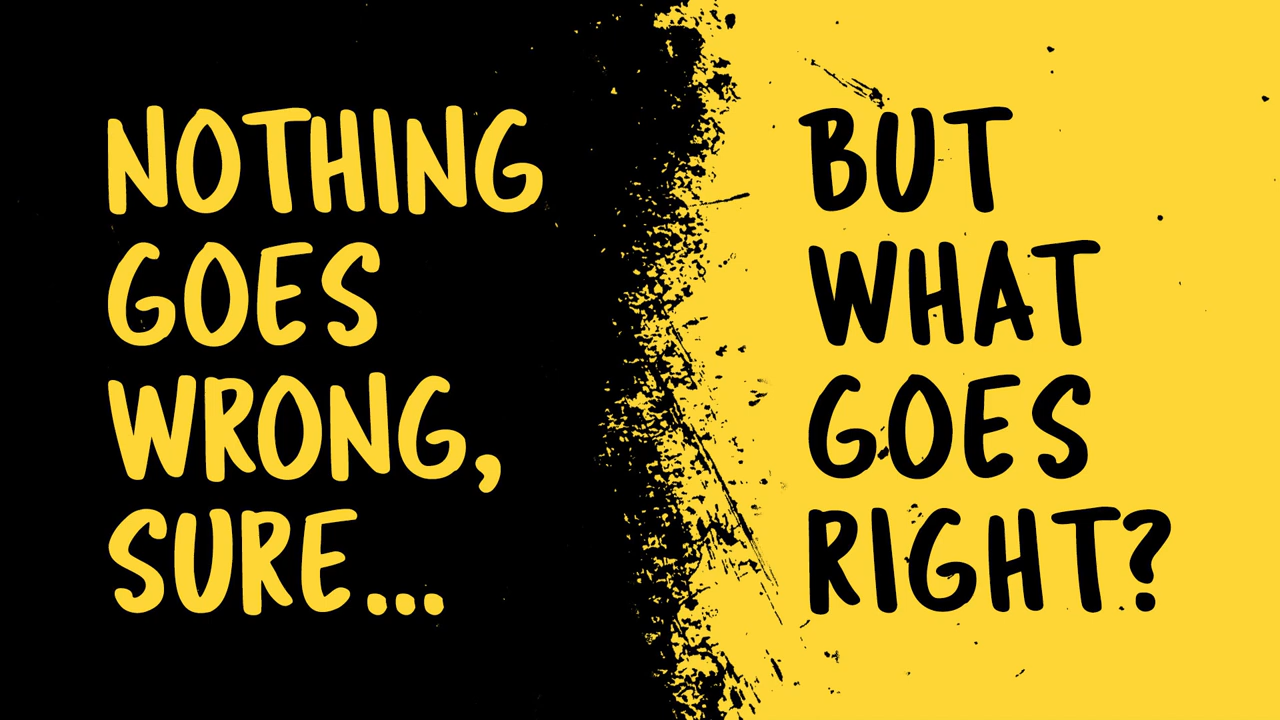 NOTHING
GOES
WRONG,
SURE...
BUT
WHAT
GOES
RIGHT?